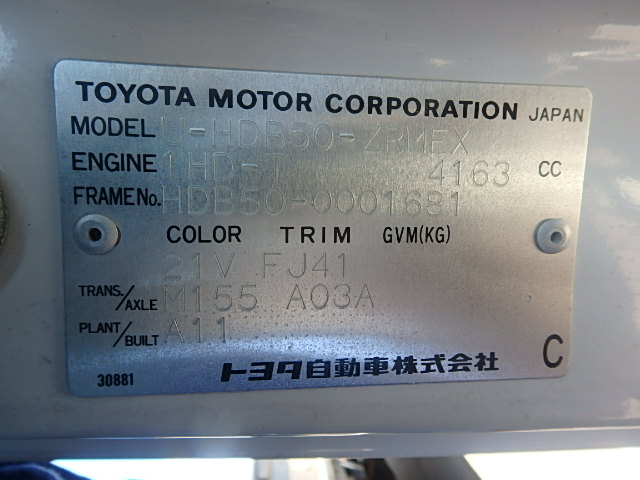 TOYOTA MOTOR CORPORATION JAPAN
MODEL U-HDB50-ZRMEX
ENGINE 1HD-T 4163 CC
FRAME No. HDB50-0001681
COLOR TRIM GVM(KG)
21V FJ41
TRANS./AXLE M155 A03A
PLANT/BUILT A11
トヨタ自動車株式会社 C
30881